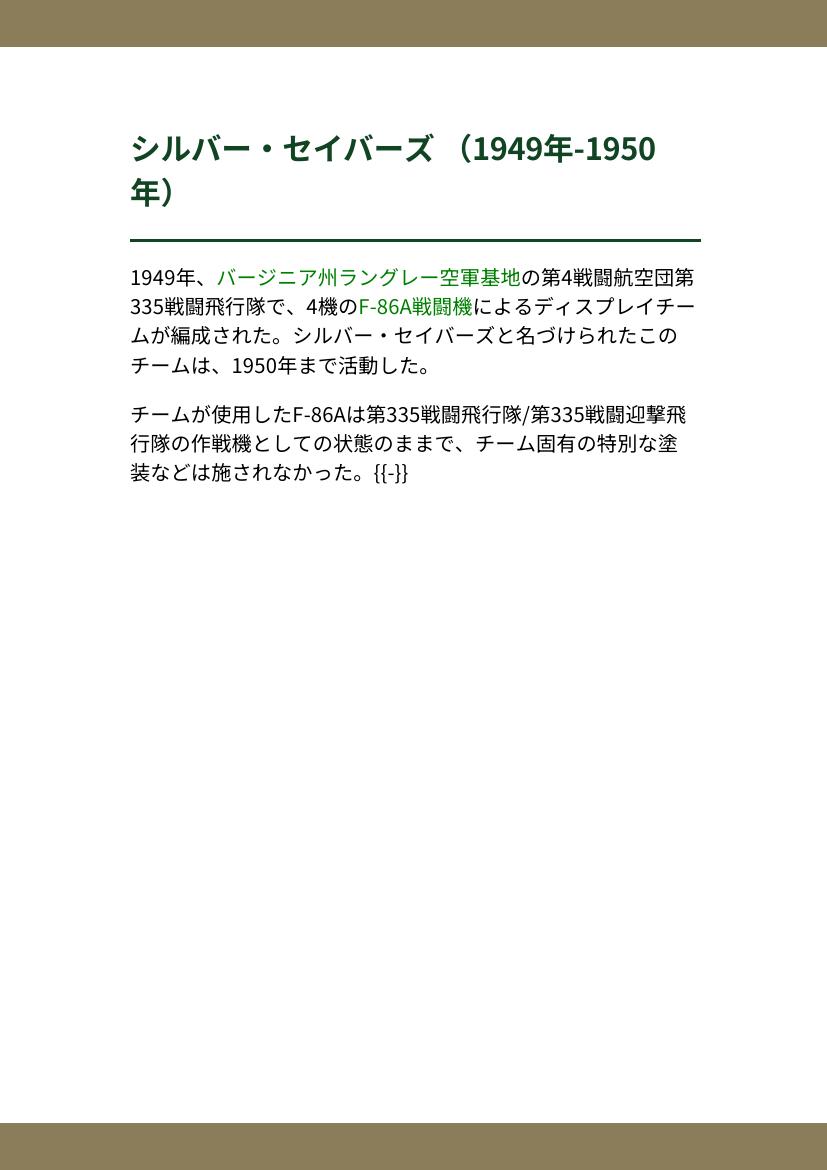 シルバー・セイバーズ （1949年-1950
年）
1949年、バージニア州ラングレー空軍基地の第4戦闘航空団第
335戦闘飛行隊で、4機のF-86A戦闘機によるディスプレイチー
ムが編成された。シルバー・セイバーズと名づけられたこの
チームは、1950年まで活動した。
チームが使用したF-86Aは第335戦闘飛行隊/第335戦闘迎撃飛
行隊の作戦機としての状態のままで、チーム固有の特別な塗
装などは施されなかった。{{-}}